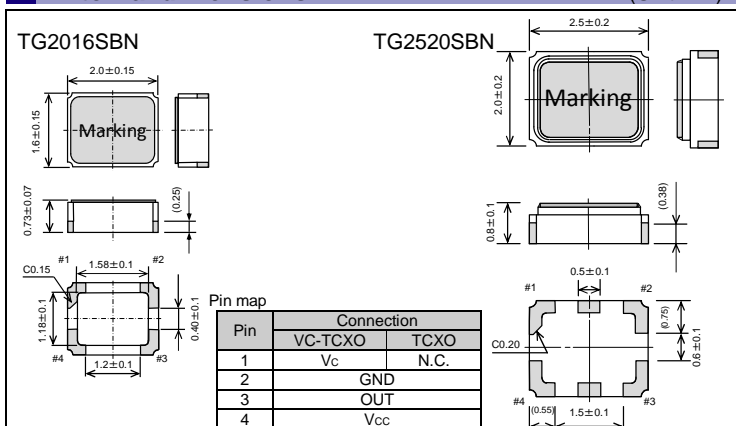 TG2016SBN
TG2520SBN
2.0±0.15
1.6±0.15
Marking
0.73±0.07
(0.25)
#1
#2
C0.15
1.58±0.1
1.18±0.1
0.40±0.1
#4
#3
1.2±0.1
2.5±0.2
2.0±0.2
Marking
0.8±0.1
(0.38)
0.5±0.1
#1
#2
C0.20
(0.75)
0.6±0.1
#4
#3
(0.55)
1.5±0.1
Pin map
Pin Connection
VC-TCXO TCXO
1 Vc N.C.
2 GND
3 OUT
4 Vcc